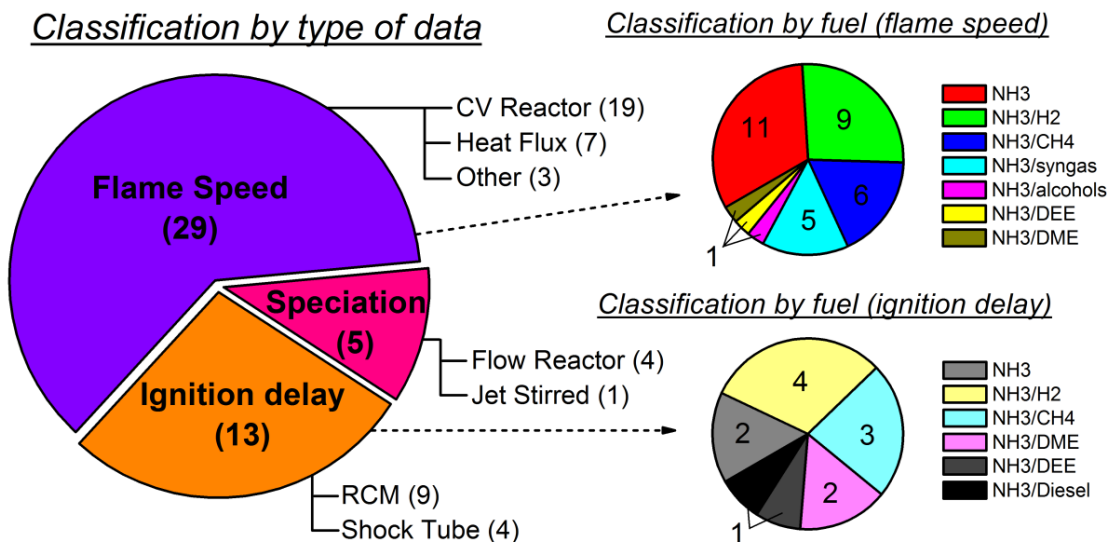 Classification by type of data
Flame Speed
(29)
CV Reactor (19)
Heat Flux (7)
Other (3)
Speciation
(5)
Flow Reactor (4)
Jet Stirred (1)
Ignition delay
(13)
RCM (9)
Shock Tube (4)
Classification by fuel (flame speed)
11
9
6
5
1
NH3
NH3/H2
NH3/CH4
NH3/syngas
NH3/alcohols
NH3/DEE
NH3/DME
Classification by fuel (ignition delay)
4
2
3
2
1
NH3
NH3/H2
NH3/CH4
NH3/DME
NH3/DEE
NH3/Diesel